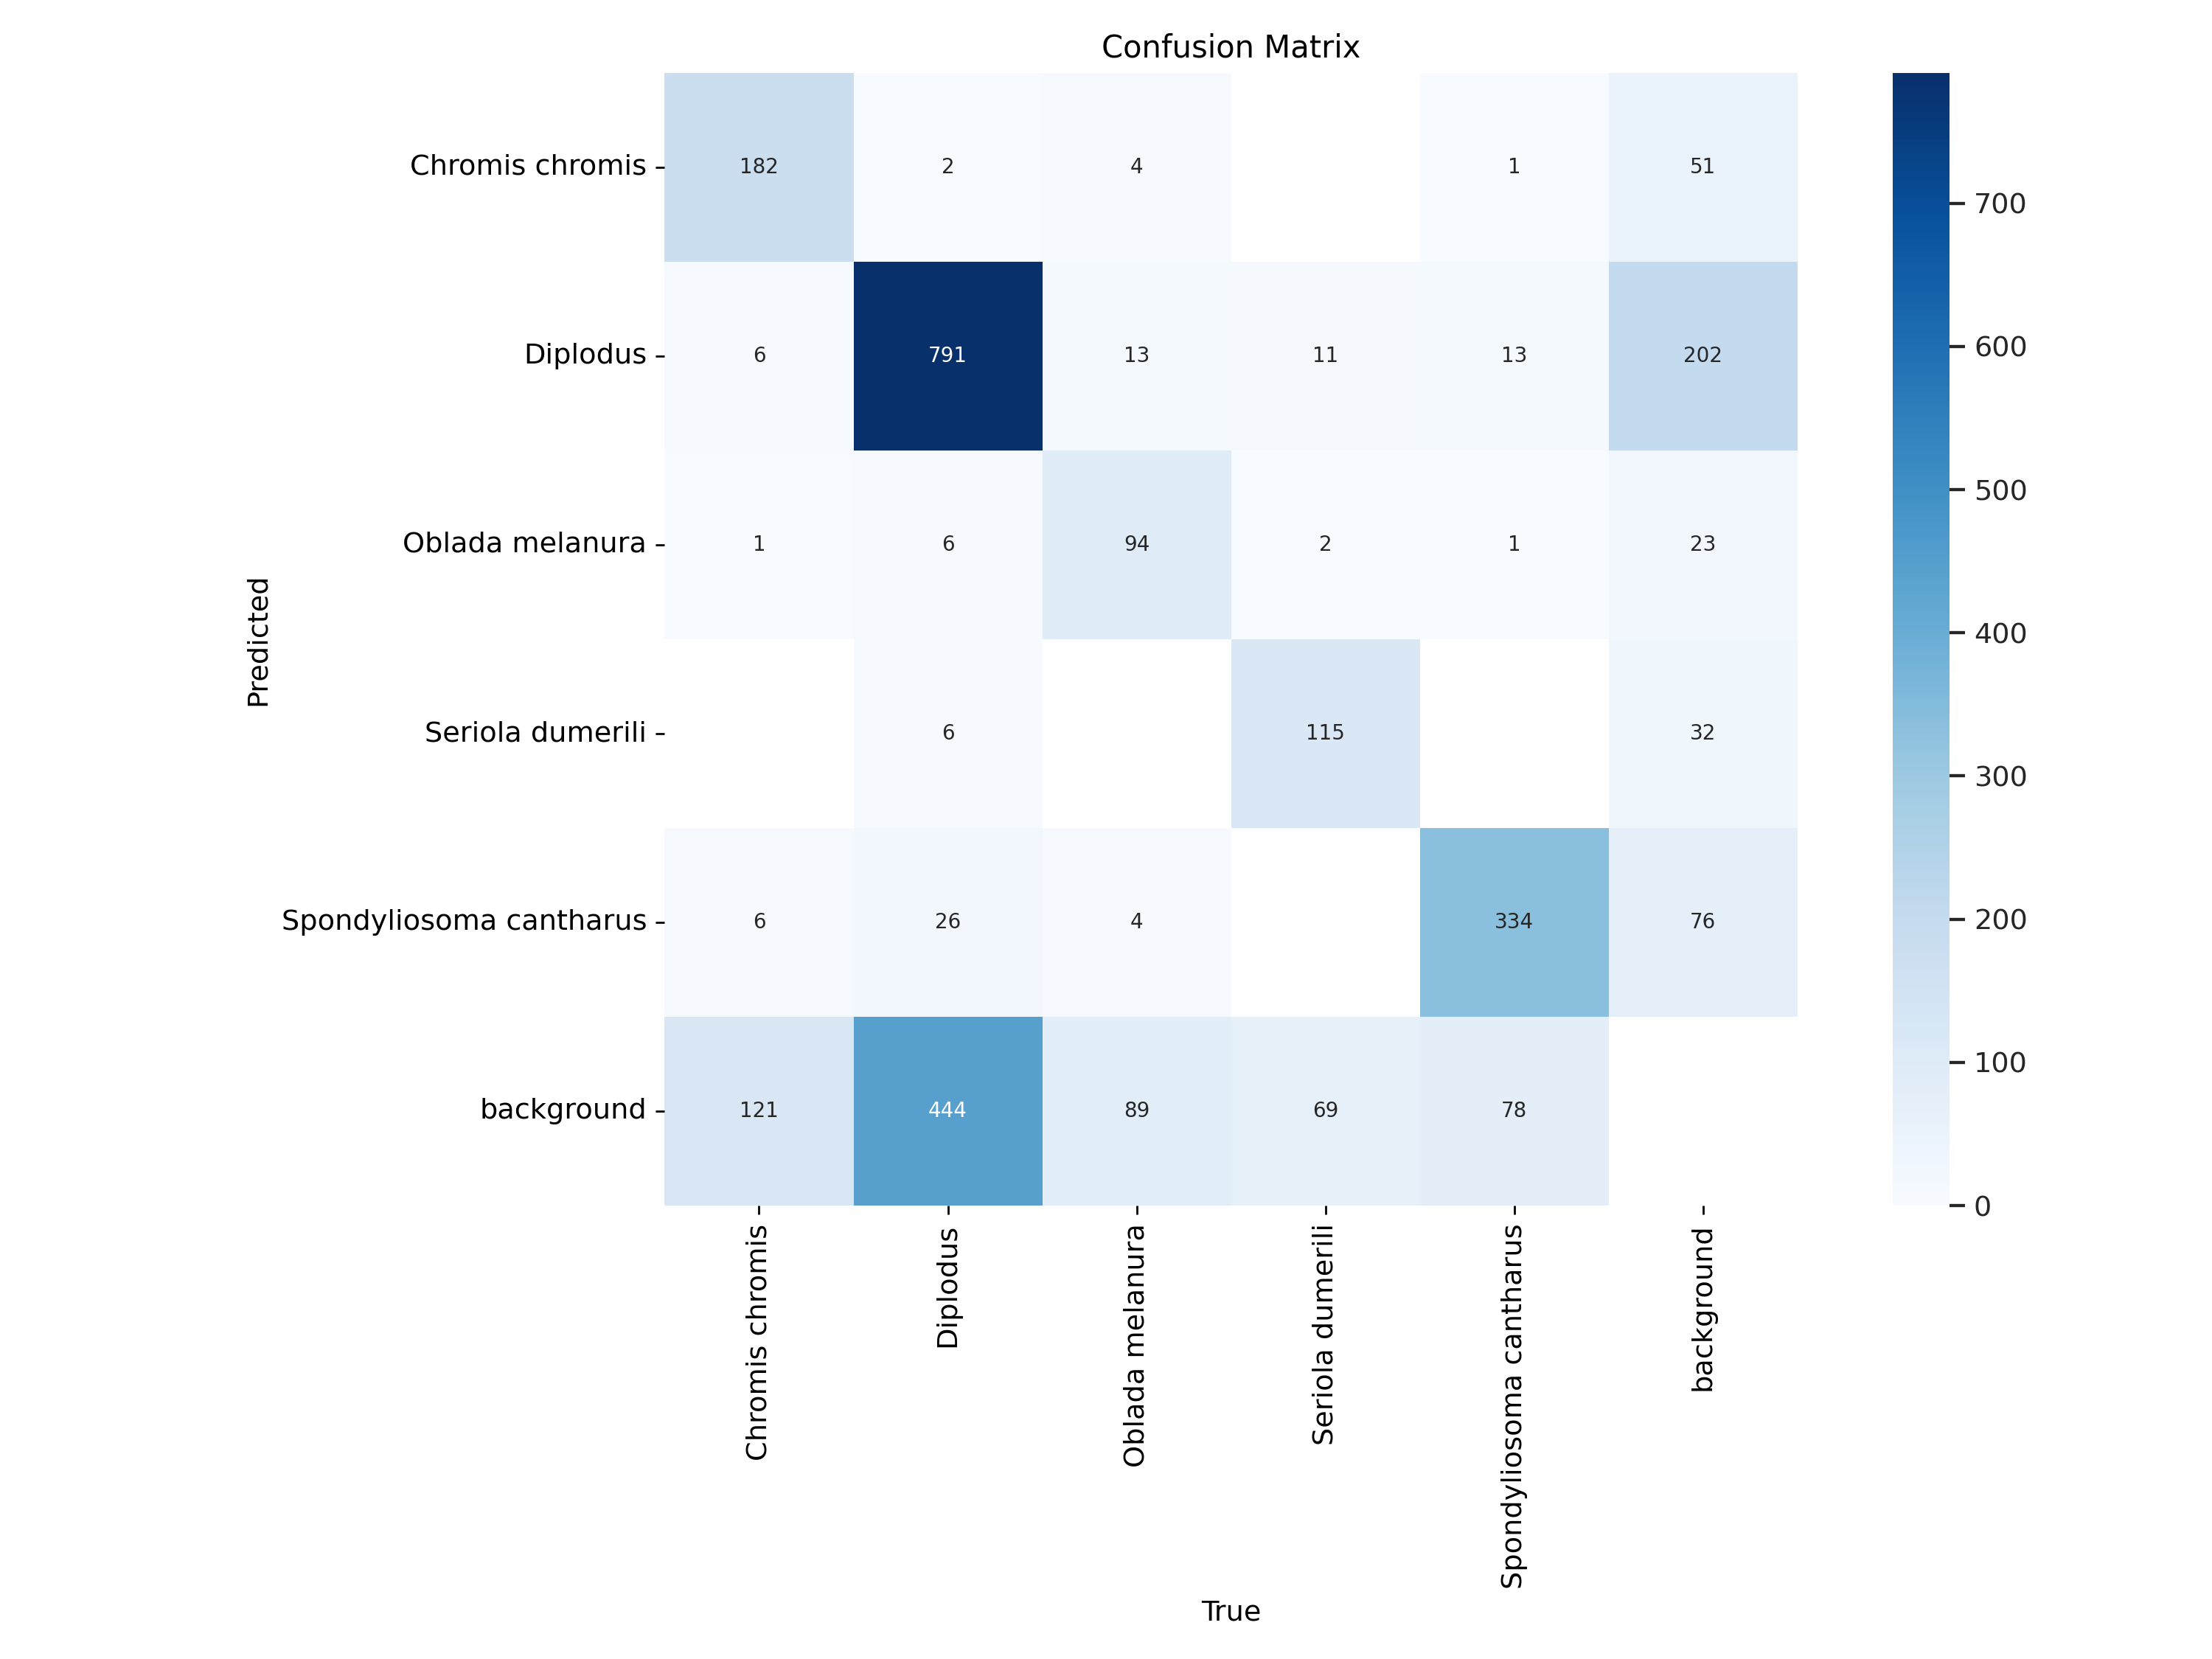 Confusion Matrix
Chromis chromis 182 2 4 1 51
Diplodus 6 791 13 11 13 202
Oblada melanura 1 6 94 2 1 23
Seriola dumerili 6 115 32
Spondyliosoma cantharus 6 26 4 334 76
background 121 444 89 69 78
Predicted
Chromis chromis
Diplodus
Oblada melanura
Seriola dumerili
Spondyliosoma cantharus
background
True
700
600
500
400
300
200
100
0